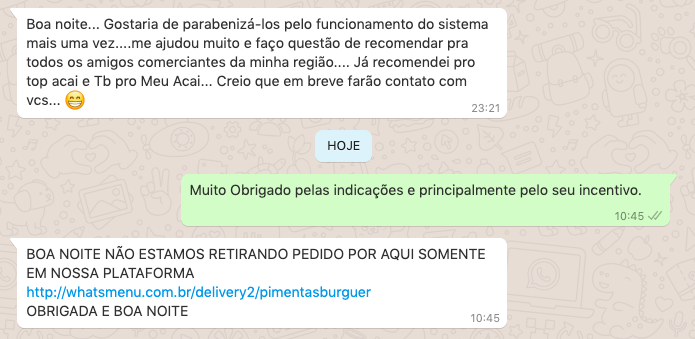 Boa noite... Gostaria de parabenizá-los pelo funcionamento do sistema
mais uma vez....me ajudou muito e faço questão de recomendar pra
todos os amigos comerciantes da minha região.... Já recomendei pro
top acai e Tb pro Meu Acai... Creio que em breve farão contato com
vcs... 😁
23:21
HOJE
Muito Obrigado pelas indicações e principalmente pelo seu incentivo.
10:45
BOA NOITE NÃO ESTAMOS RETIRANDO PEDIDO POR AQUI SOMENTE
EM NOSSA PLATAFORMA
http://whatsmenu.com.br/delivery2/pimentasburguer
OBRIGADA E BOA NOITE
10:45